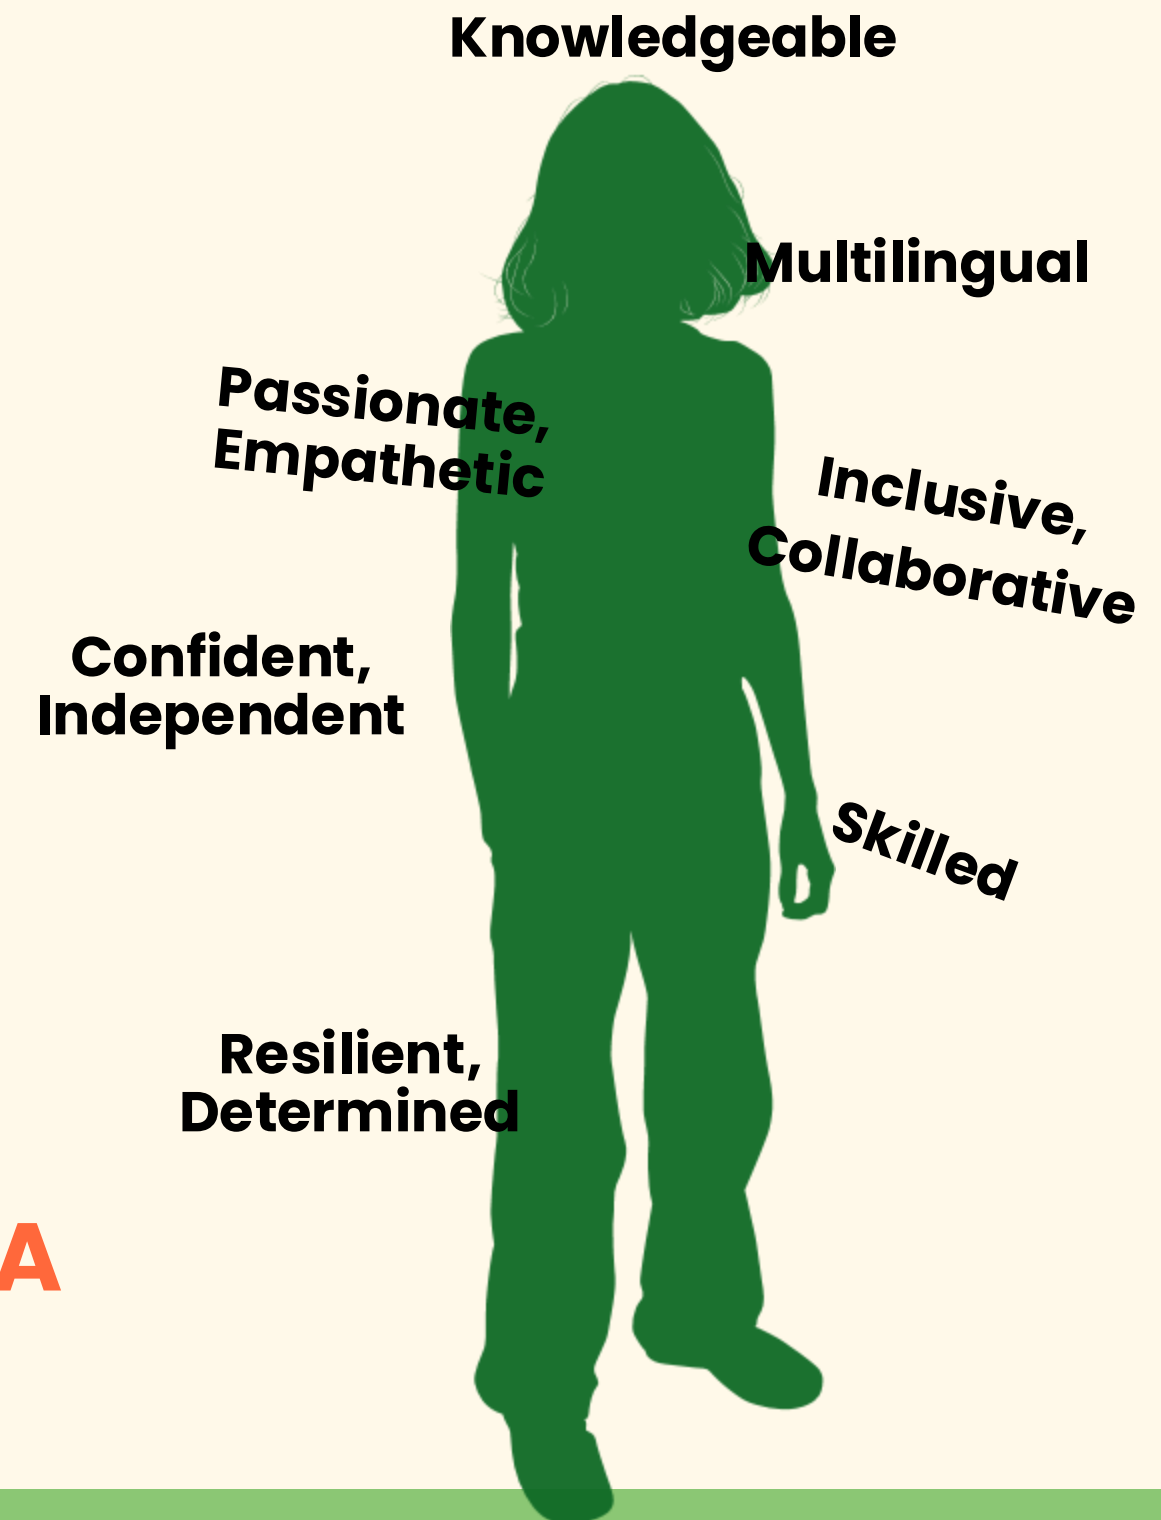 Knowledgeable
Multilingual
Passionate,
Empathetic
Inclusive,
Collaborative
Confident,
Independent
Skilled
Resilient,
Determined
A